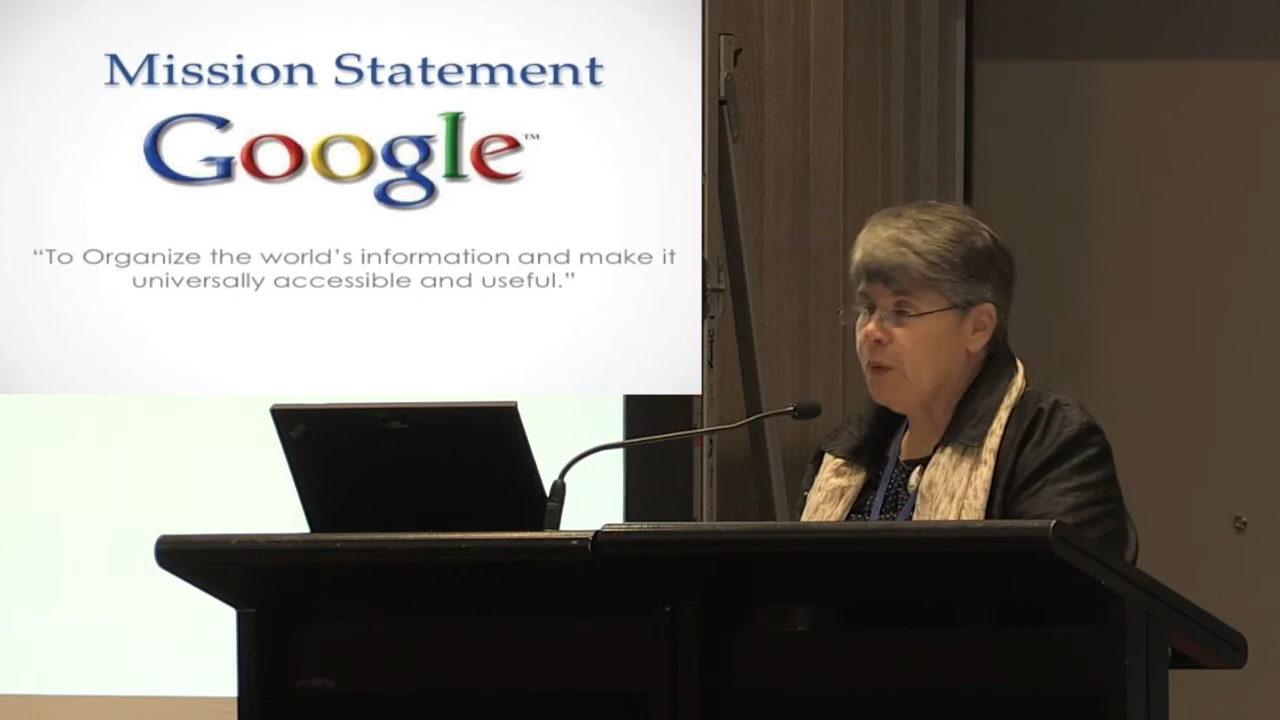 Mission Statement
Google™
“To Organize the world’s information and make it
universally accessible and useful.”